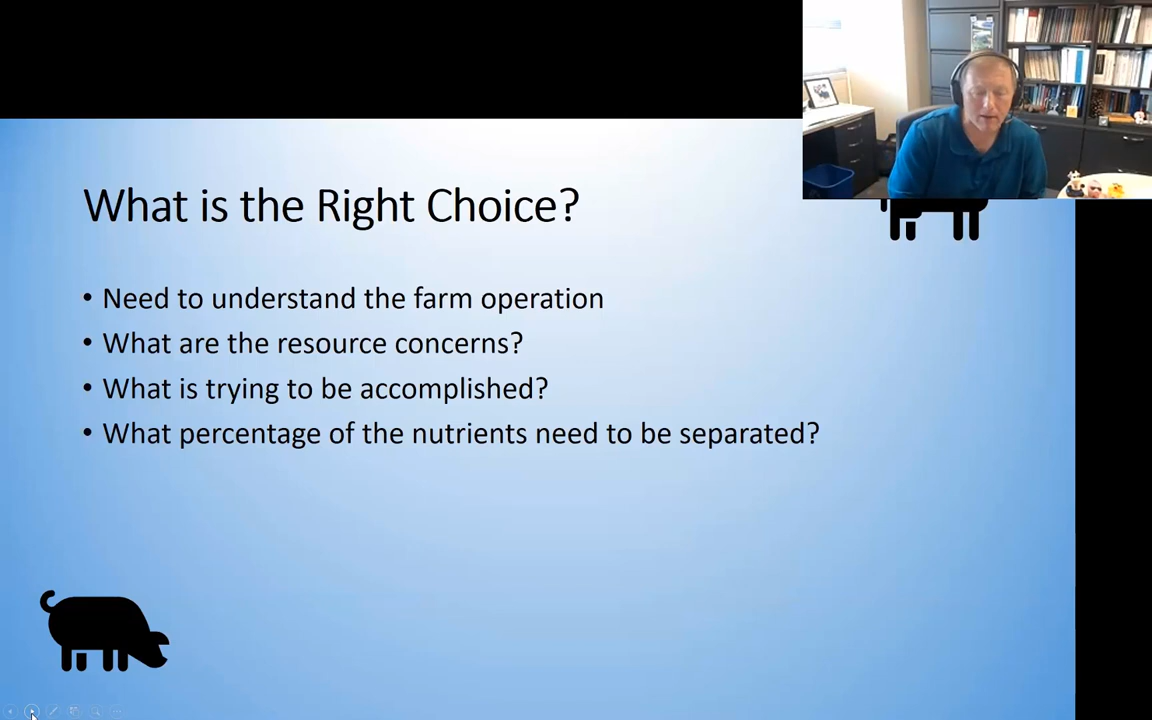 What is the Right Choice?
• Need to understand the farm operation
• What are the resource concerns?
• What is trying to be accomplished?
• What percentage of the nutrients need to be separated?